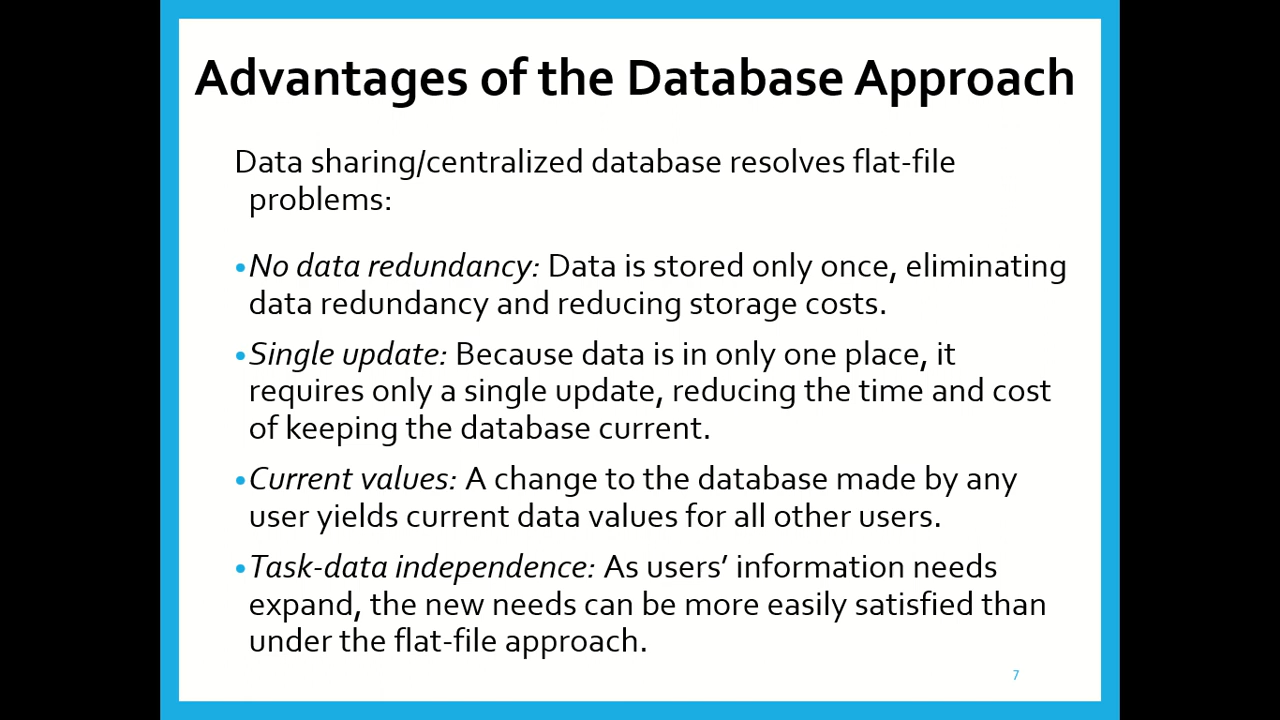 Advantages of the Database Approach
Data sharing/centralized database resolves flat-file
problems:
•No data redundancy: Data is stored only once, eliminating
data redundancy and reducing storage costs.
•Single update: Because data is in only one place, it
requires only a single update, reducing the time and cost
of keeping the database current.
•Current values: A change to the database made by any
user yields current data values for all other users.
•Task-data independence: As users’ information needs
expand, the new needs can be more easily satisfied than
under the flat-file approach.
7